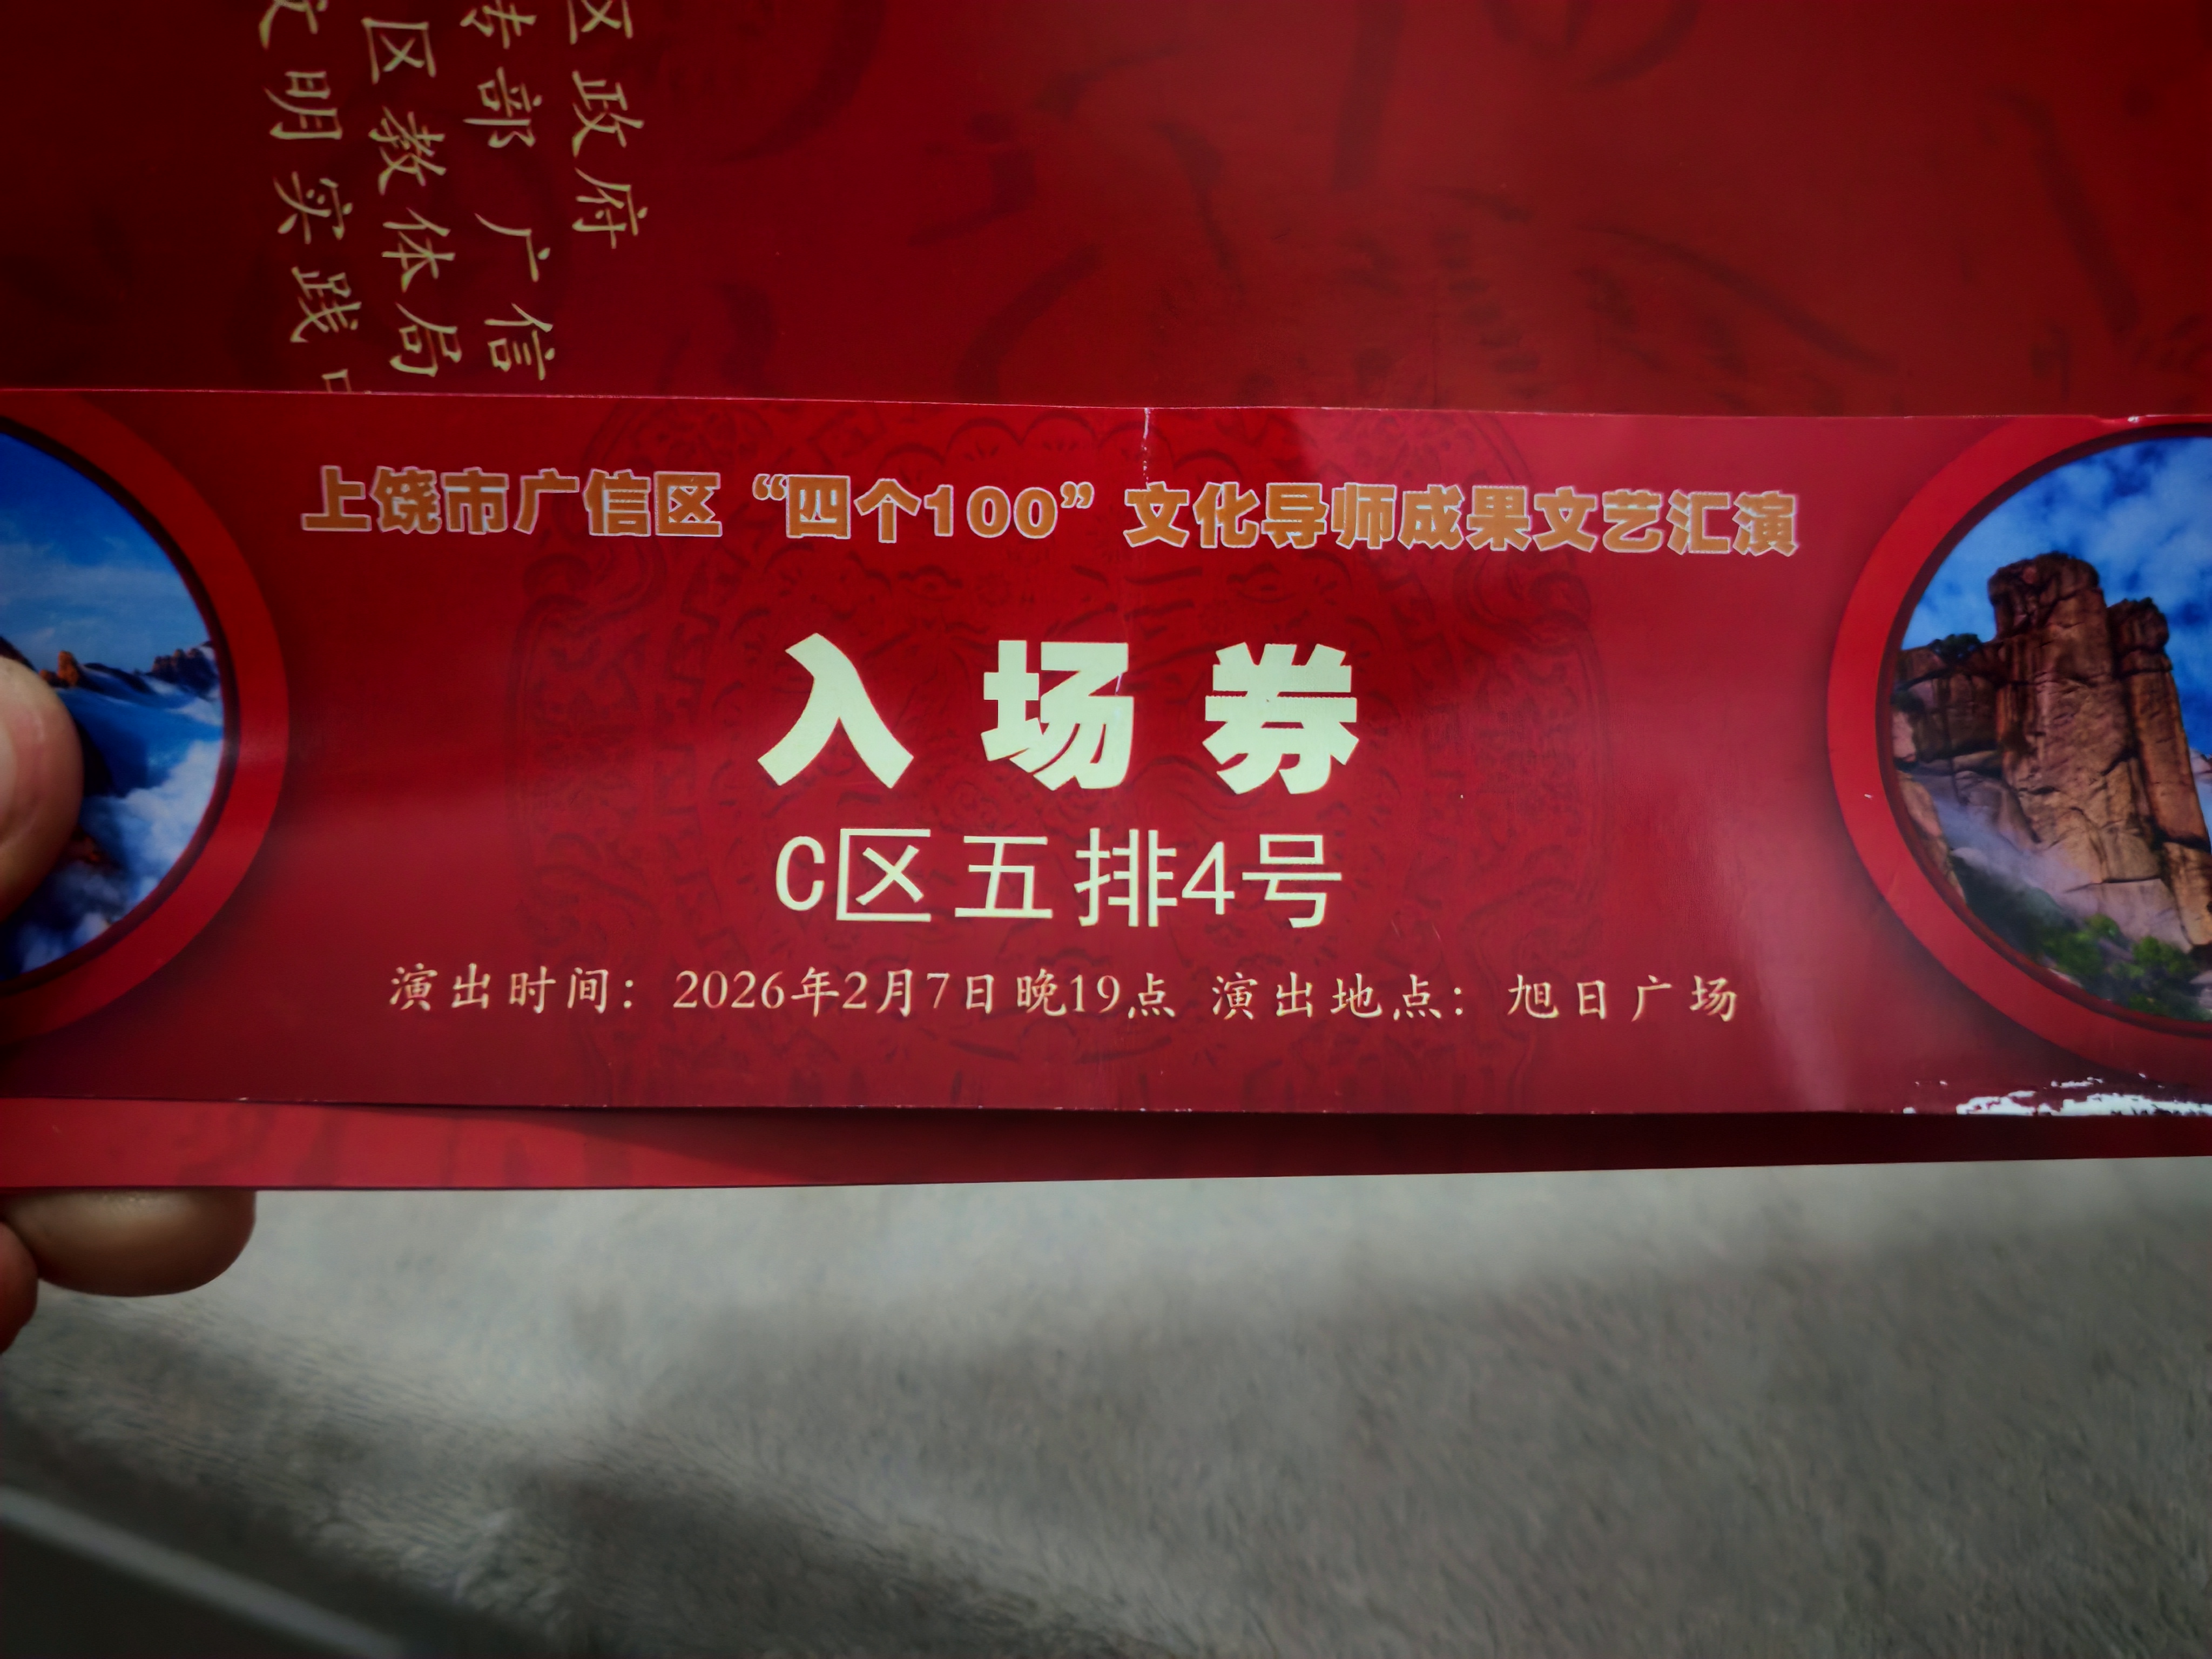 区政府
部 广信
区教体局
文明实践
上饶市广信区“四个100”文化导师成果文艺汇演
入场券
C区五排4号
演出时间：2026年2月7日晚19点 演出地点：旭日广场